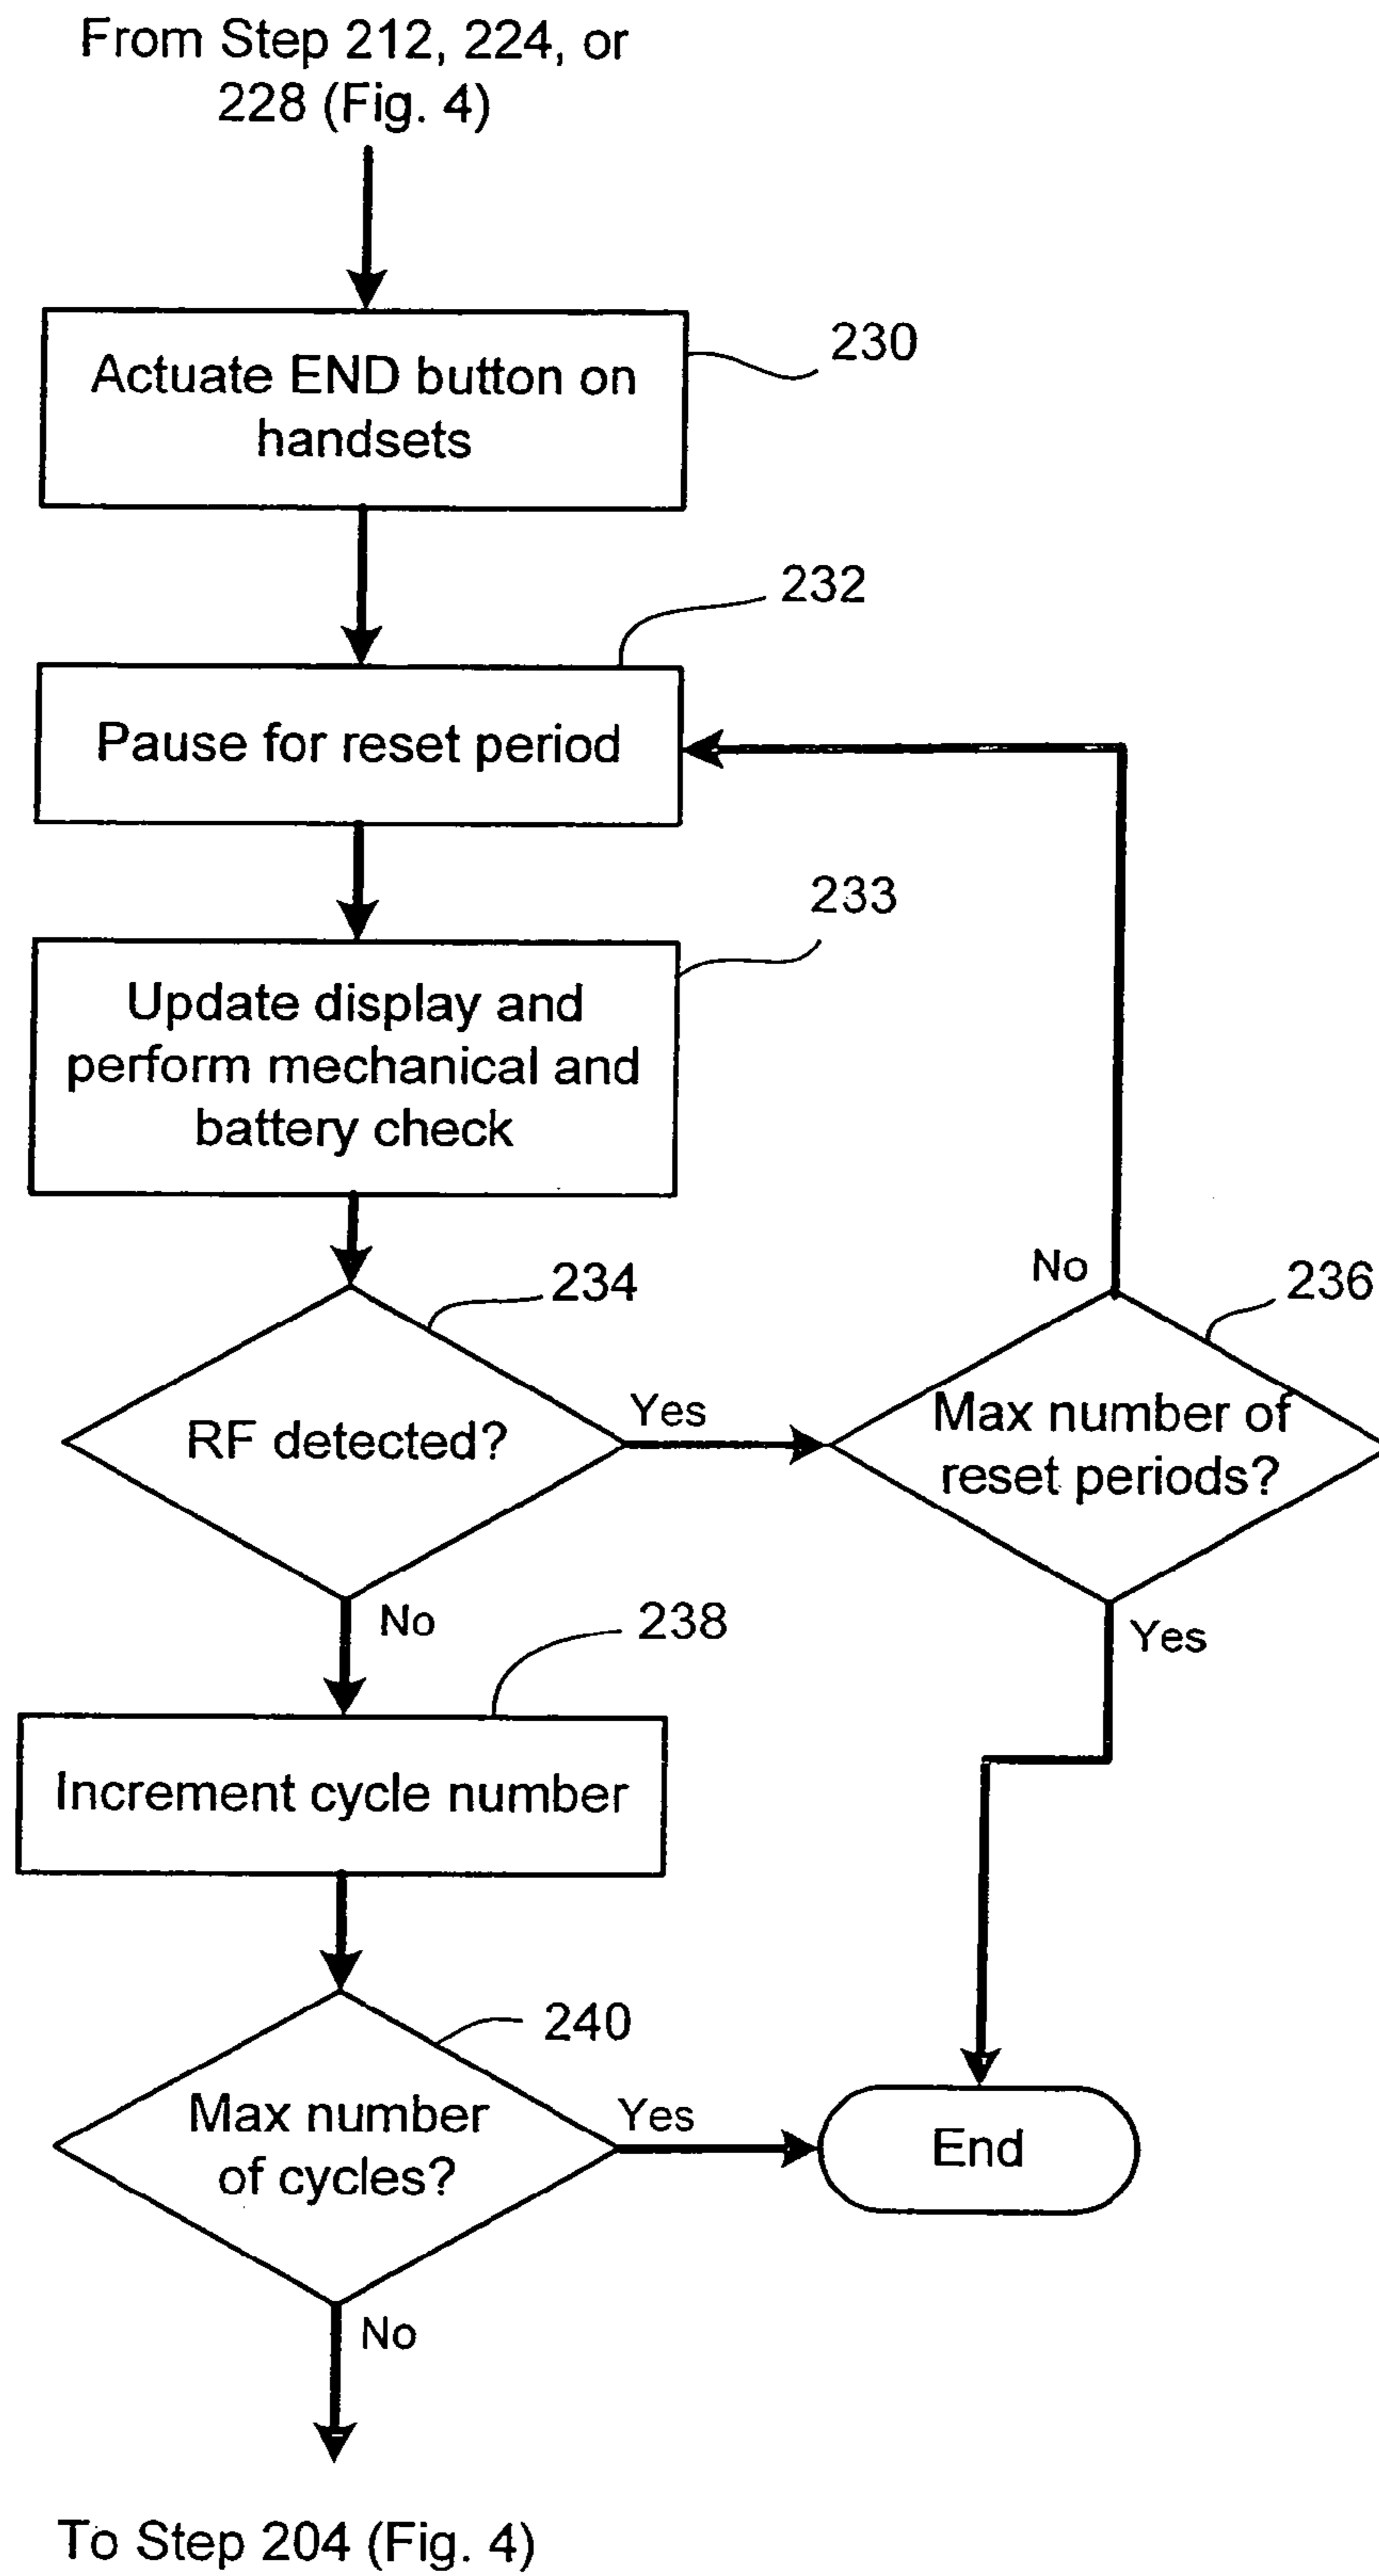 From Step 212, 224, or
228 (Fig. 4)
230
Actuate END button on
handsets
232
Pause for reset period
233
Update display and
perform mechanical and
battery check
234
RF detected?
Yes
No
236
Max number of
reset periods?
No
Yes
238
Increment cycle number
240
Max number
of cycles?
Yes
End
No
To Step 204 (Fig. 4)